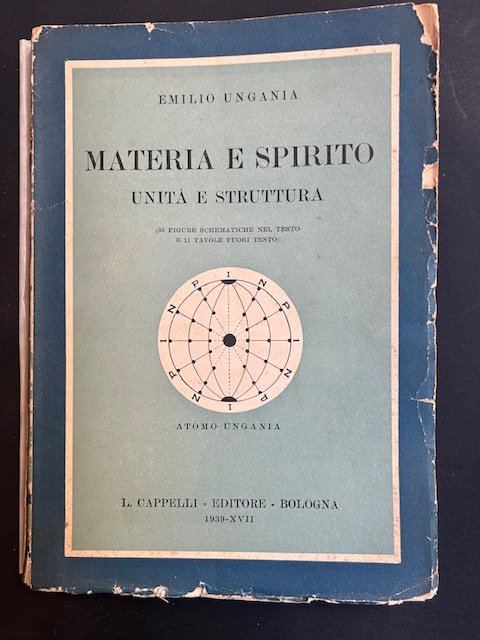 EMILIO UNGANIA
MATERIA E SPIRITO
UNITÀ E STRUTTURA
(30 FIGURE SCHEMATICHE NEL TESTO
E 11 TAVOLE FUORI TESTO)
P I N P I N P I N P I N
ATOMO UNGANIA
L. CAPPELLI - EDITORE - BOLOGNA
1939-XVII